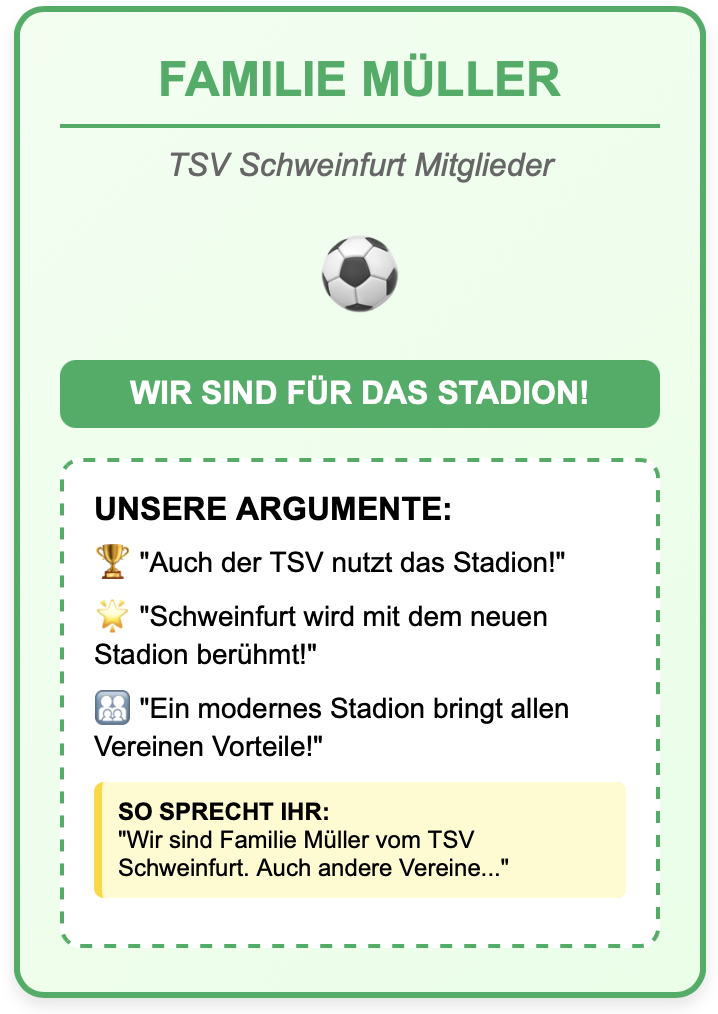 FAMILIE MÜLLER
TSV Schweinfurt Mitglieder
WIR SIND FÜR DAS STADION!
UNSERE ARGUMENTE:
🏆 "Auch der TSV nutzt das Stadion!"
🌟 "Schweinfurt wird mit dem neuen
Stadion berühmt!"
"Ein modernes Stadion bringt allen
Vereinen Vorteile!"
SO SPRECHT IHR:
"Wir sind Familie Müller vom TSV
Schweinfurt. Auch andere Vereine..."